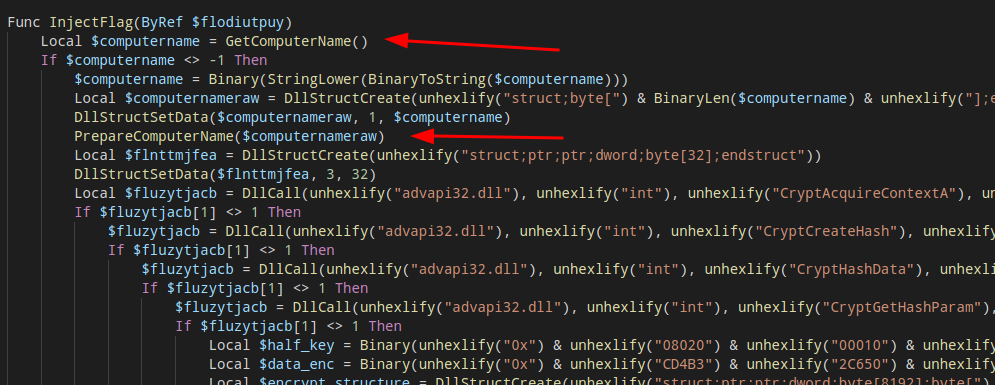 Func InjectFlag(ByRef $flodiutpuy)
Local $computername = GetComputerName()
If $computername <> -1 Then
$computername = Binary(StringLower(BinaryToString($computername)))
Local $computernameraw = DllStructCreate(unhexlify("struct;byte[") & BinaryLen($computername) & unhexlify("];e
DllStructSetData($computernameraw, 1, $computername)
PrepareComputerName($computernameraw)
Local $flnttmjfea = DllStructCreate(unhexlify("struct;ptr;ptr;dword;byte[32];endstruct"))
DllStructSetData($flnttmjfea, 3, 32)
Local $fluzytjacb = DllCall(unhexlify("advapi32.dll"), unhexlify("int"), unhexlify("CryptAcquireContextA"), un
If $fluzytjacb[1] <> 1 Then
$fluzytjacb = DllCall(unhexlify("advapi32.dll"), unhexlify("int"), unhexlify("CryptCreateHash"), unhexlify
If $fluzytjacb[1] <> 1 Then
$fluzytjacb = DllCall(unhexlify("advapi32.dll"), unhexlify("int"), unhexlify("CryptHashData"), unhexli
If $fluzytjacb[1] <> 1 Then
$fluzytjacb = DllCall(unhexlify("advapi32.dll"), unhexlify("int"), unhexlify("CryptGetHashParam"),
If $fluzytjacb[1] <> 1 Then
Local $half_key = Binary(unhexlify("0x") & unhexlify("08020") & unhexlify("00010") & unhexlify
Local $data_enc = Binary(unhexlify("0x") & unhexlify("CD4B3") & unhexlify("2C650") & unhexlify
Local $encrypt_structure = DllStructCreate(unhexlify("struct;ptr;ptr;dword;byte[8192];byte["